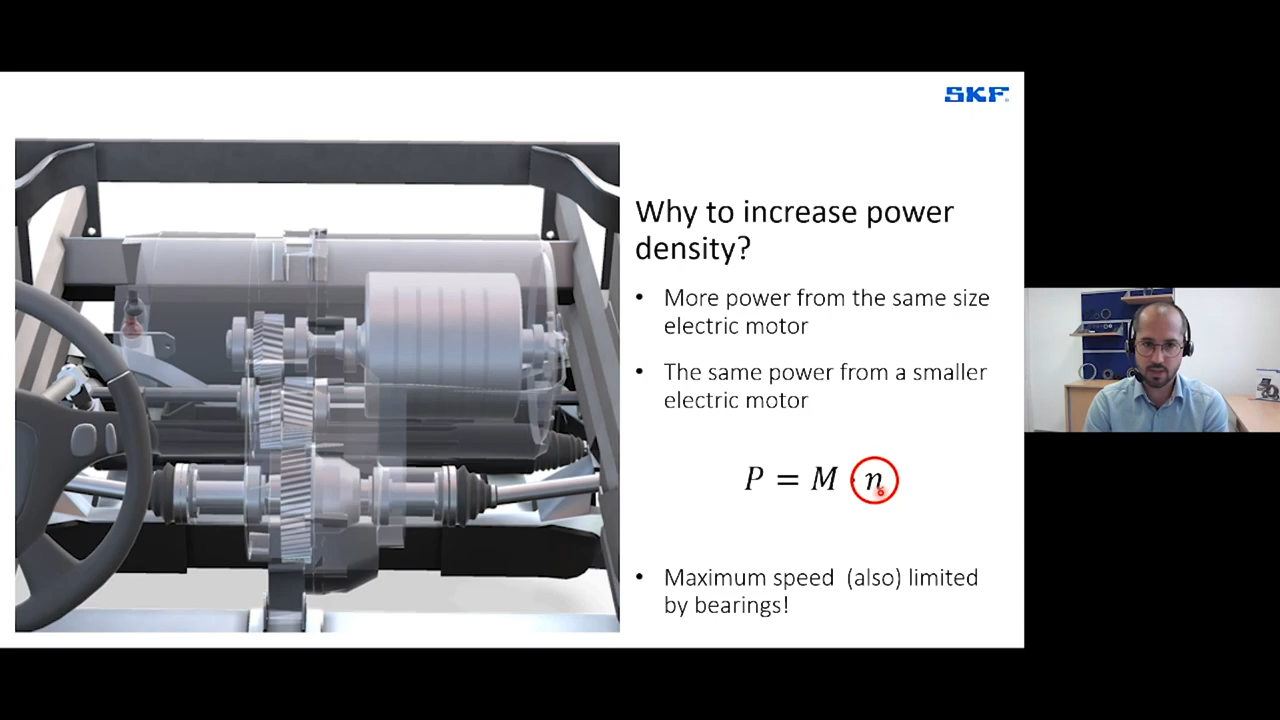 SKF
Why to increase power
density?
• More power from the same size
electric motor
• The same power from a smaller
electric motor
P = M · n
• Maximum speed (also) limited
by bearings!